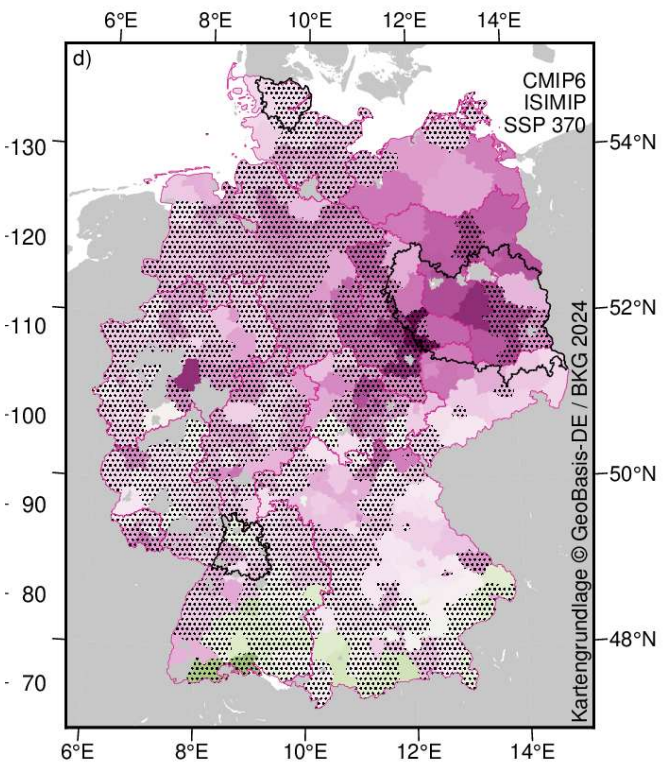 6°E 8°E 10°E 12°E 14°E
d)
CMIP6
ISIMIP
SSP 370
-130
54°N
-120
52°N
-110
-100
50°N
- 90
- 80
48°N
- 70
Kartengrundlage © GeoBasis-DE / BKG 2024
6°E 8°E 10°E 12°E 14°E